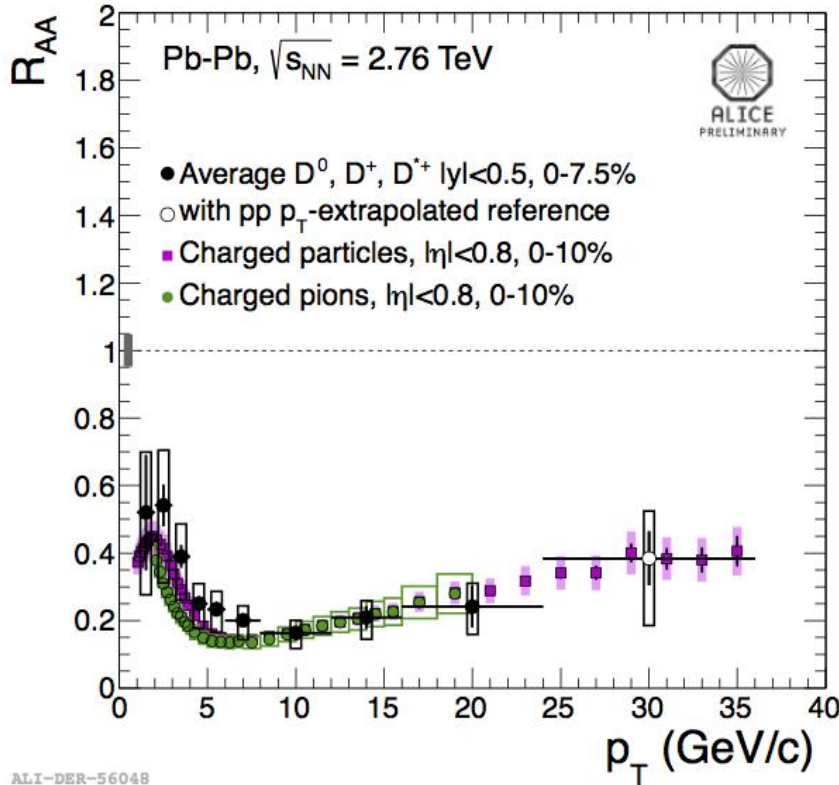 R_AA
Pb-Pb, √s_NN = 2.76 TeV
ALICE
PRELIMINARY
Average D⁰, D⁺, D*⁺ |y|<0.5, 0-7.5%
with pp p_T-extrapolated reference
Charged particles, |η|<0.8, 0-10%
Charged pions, |η|<0.8, 0-10%
2
1.8
1.6
1.4
1.2
1
0.8
0.6
0.4
0.2
0
0 5 10 15 20 25 30 35 40
p_T (GeV/c)
ALI-DER-56048